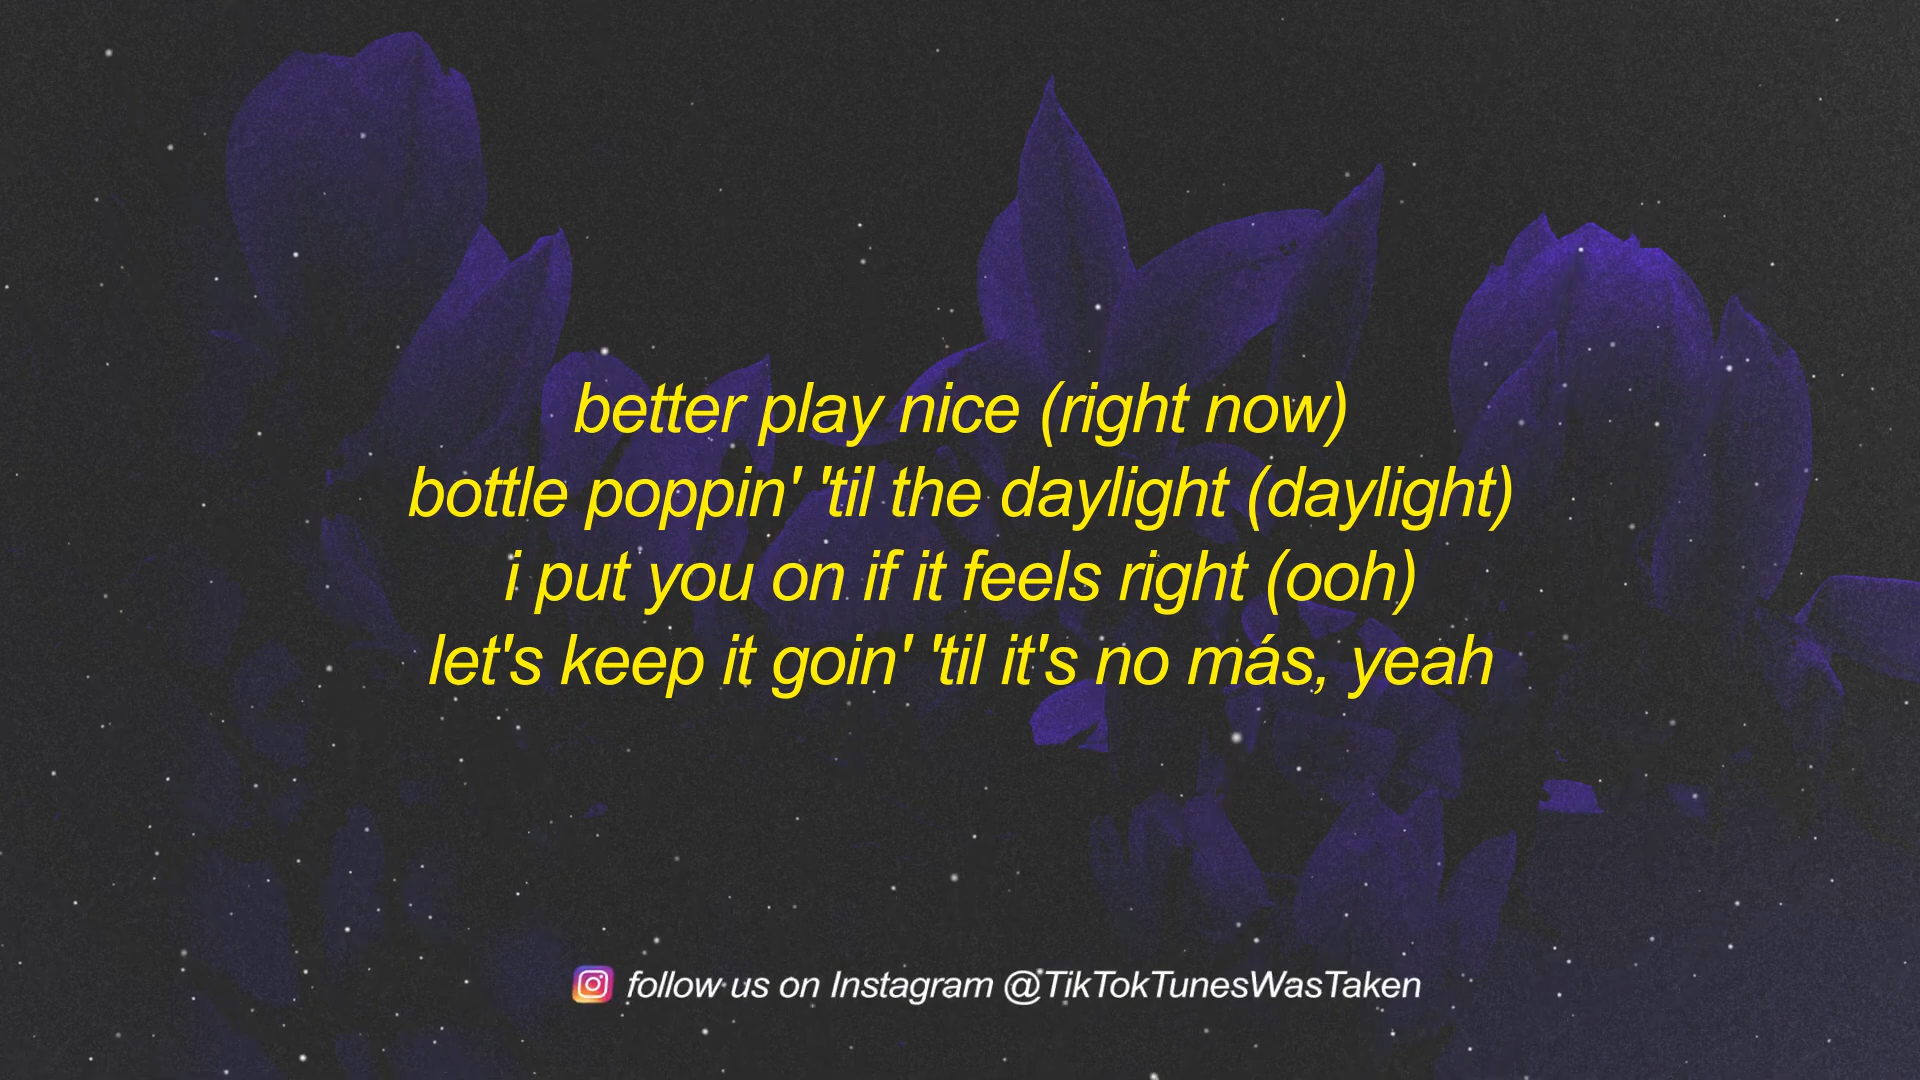 better play nice (right now)
bottle poppin' 'til the daylight (daylight)
i put you on if it feels right (ooh)
let's keep it goin' 'til it's no más, yeah
follow us on Instagram @TikTokTunesWasTaken